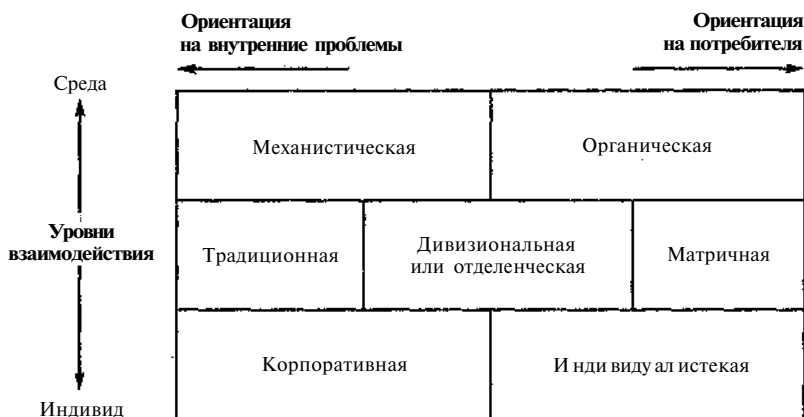 Ориентация
на внутренние проблемы
Ориентация
на потребителя
Среда
Механистическая
Органическая
Уровни
взаимодействия
Традиционная
Дивизиональная
или отделенческая
Матричная
Корпоративная
И нди виду ал истекая
Индивид